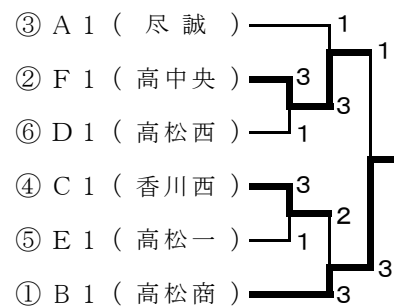 ③ A 1 ( 尽 誠 ) 1
1
② F 1 ( 高中央 ) 3
3
⑥ D 1 ( 高松西 ) 1
④ C 1 ( 香川西 ) 3
2
⑤ E 1 ( 高松一 ) 1
3
① B 1 ( 高松商 ) 3